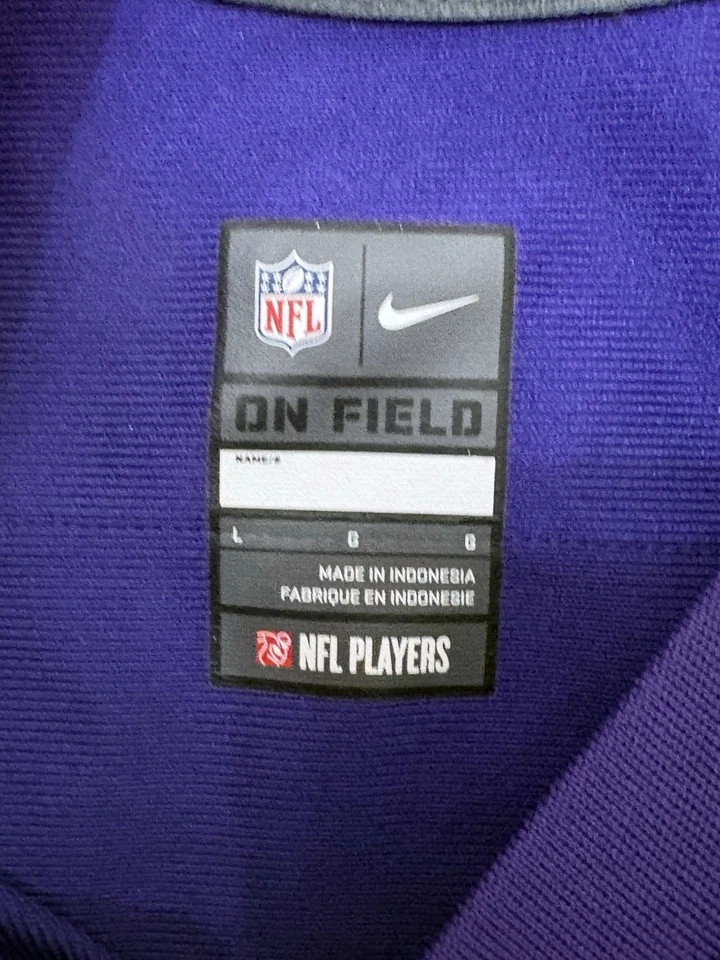 NFL
ON FIELD
NAME/#
L G G
MADE IN INDONESIA
FABRIQUE EN INDONESIE
NFL PLAYERS